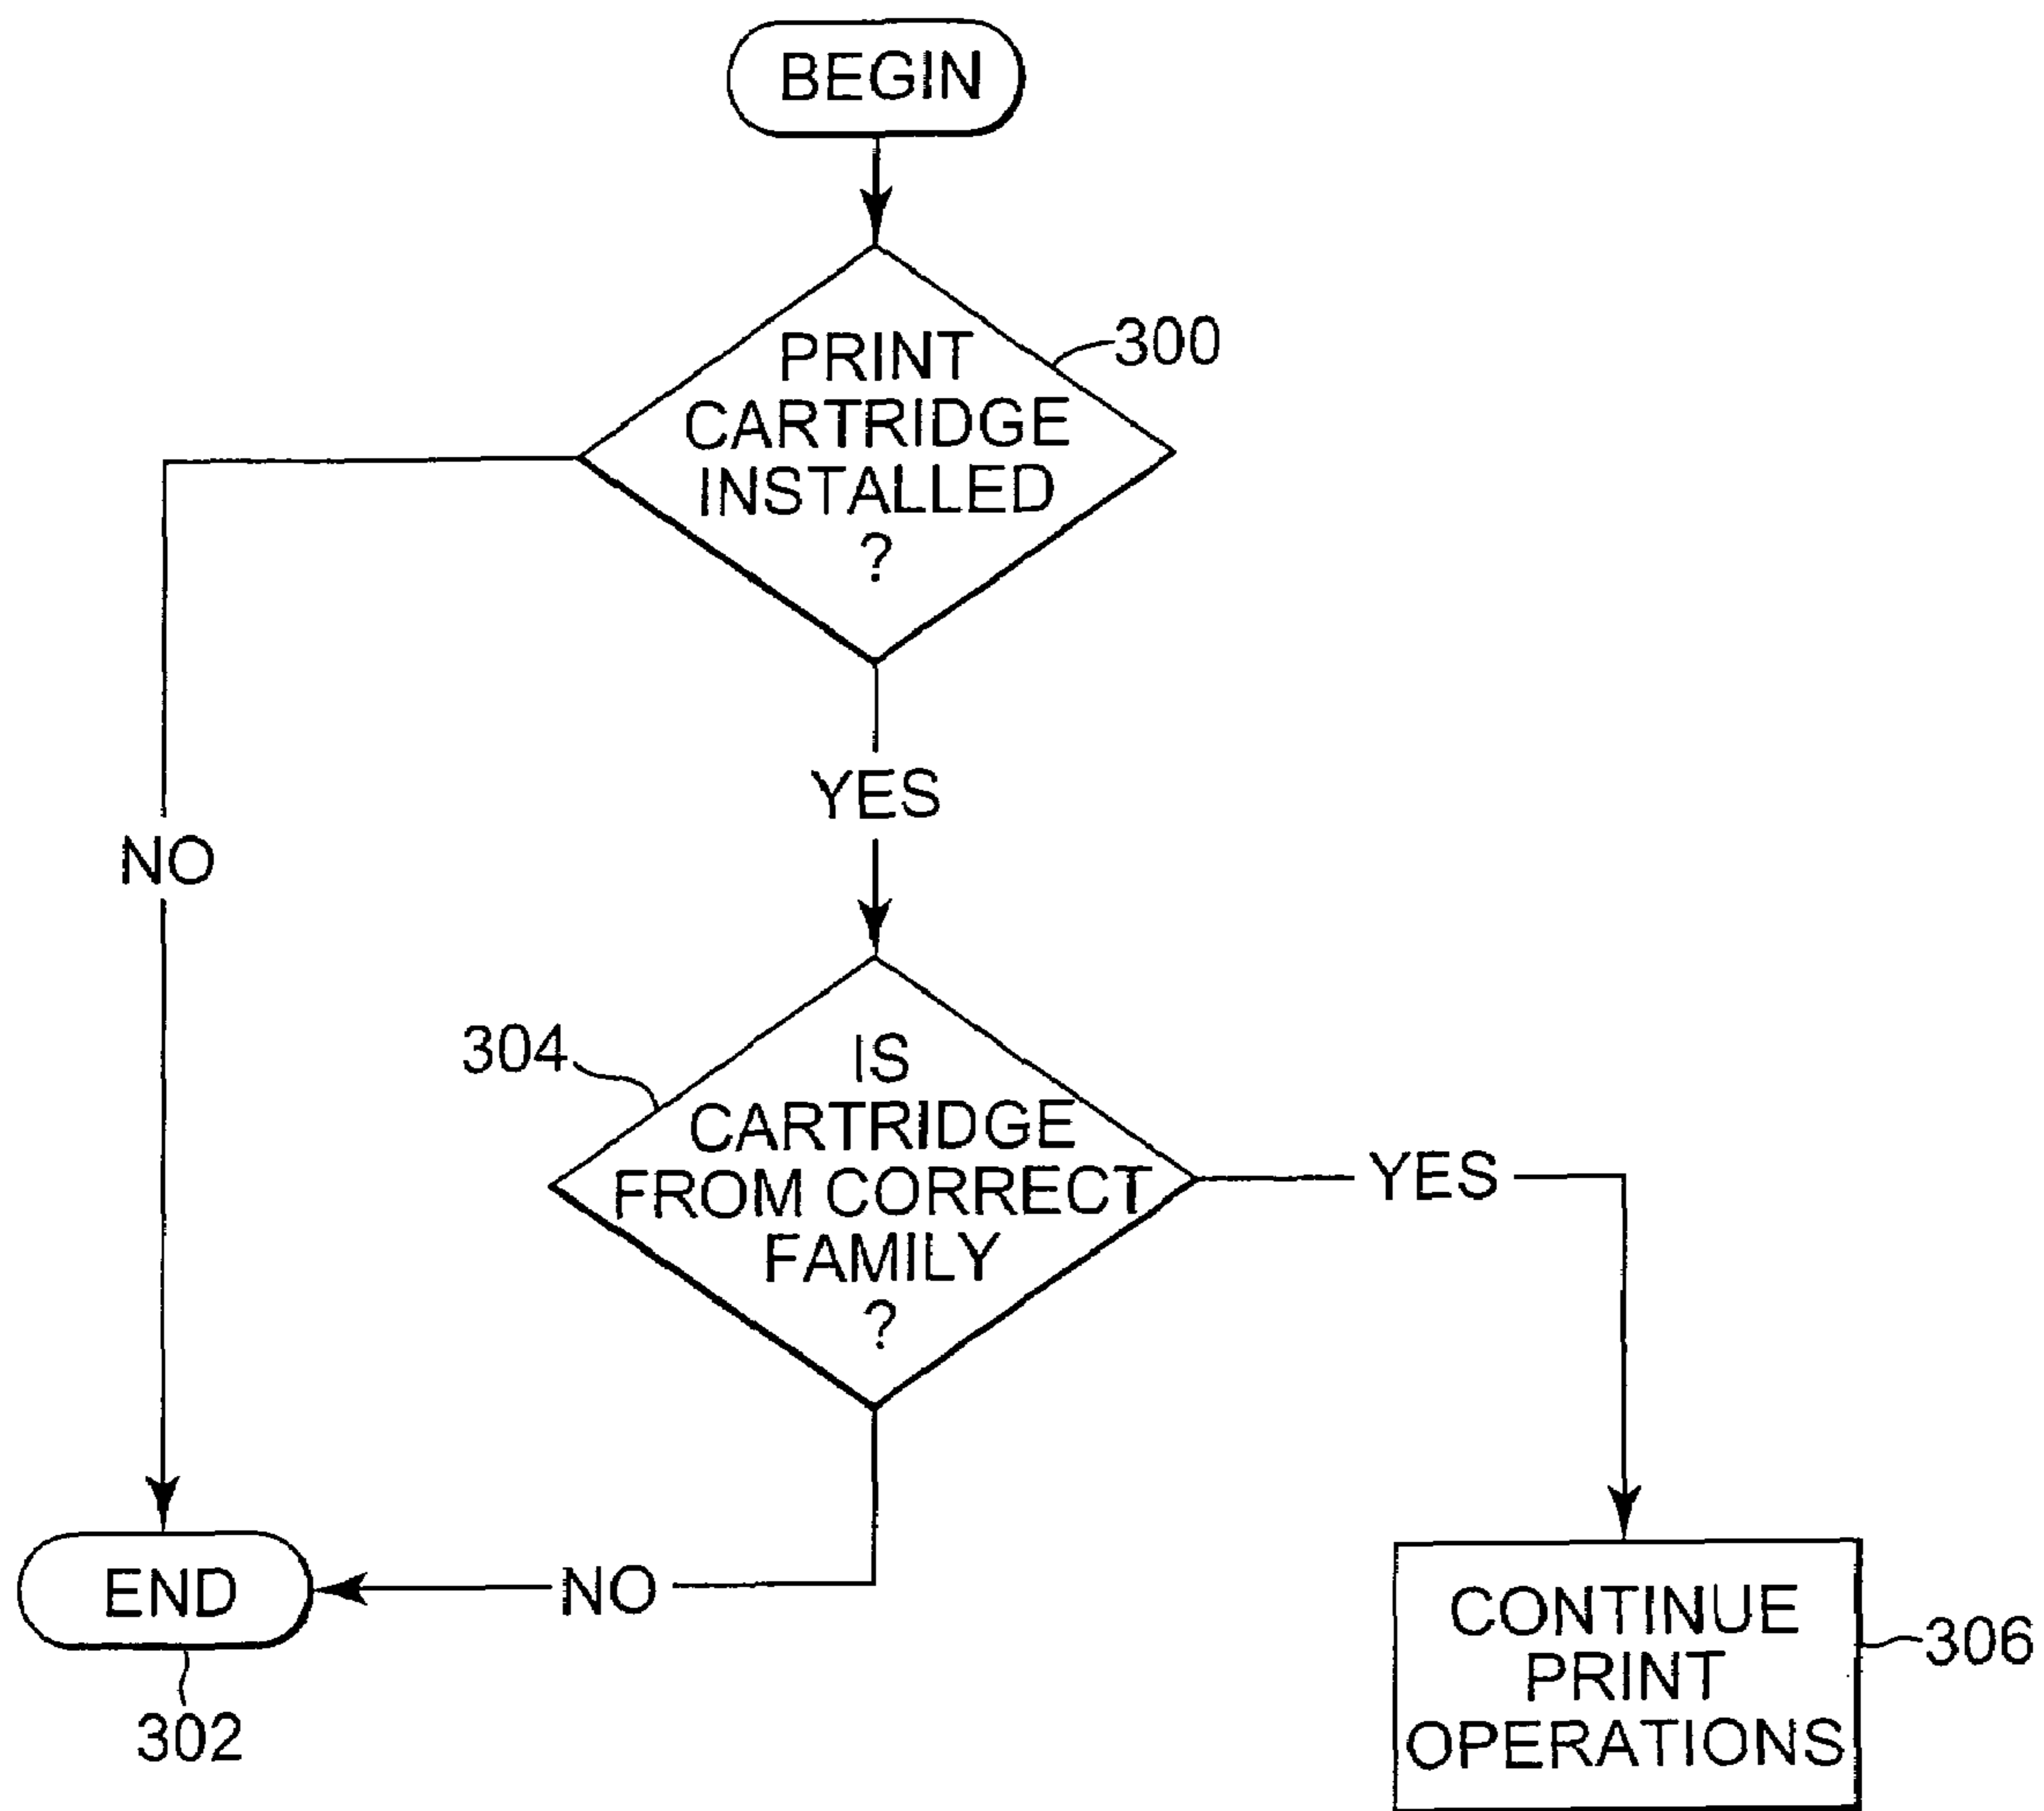 BEGIN
PRINT
CARTRIDGE
INSTALLED
?
300
YES
NO
304
IS
CARTRIDGE
FROM CORRECT
FAMILY
?
YES
NO
END
302
CONTINUE
PRINT
OPERATIONS
306